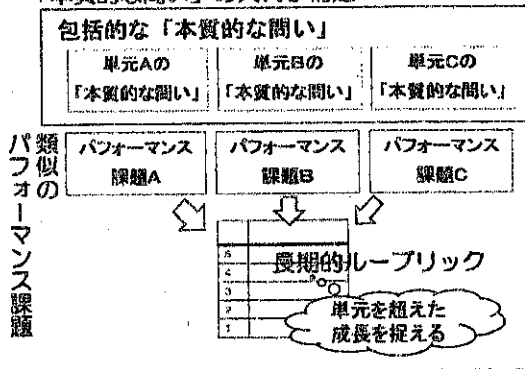 包括的な「本質的な問い」
単元Aの
「本質的な問い」
単元Bの
「本質的な問い」
単元Cの
「本質的な問い」
類似の
パフォーマンス課題
パフォーマンス
課題A
パフォーマンス
課題B
パフォーマンス
課題C
長期的ルーブリック
5
4
3
2
1
単元を超えた
成長を捉える